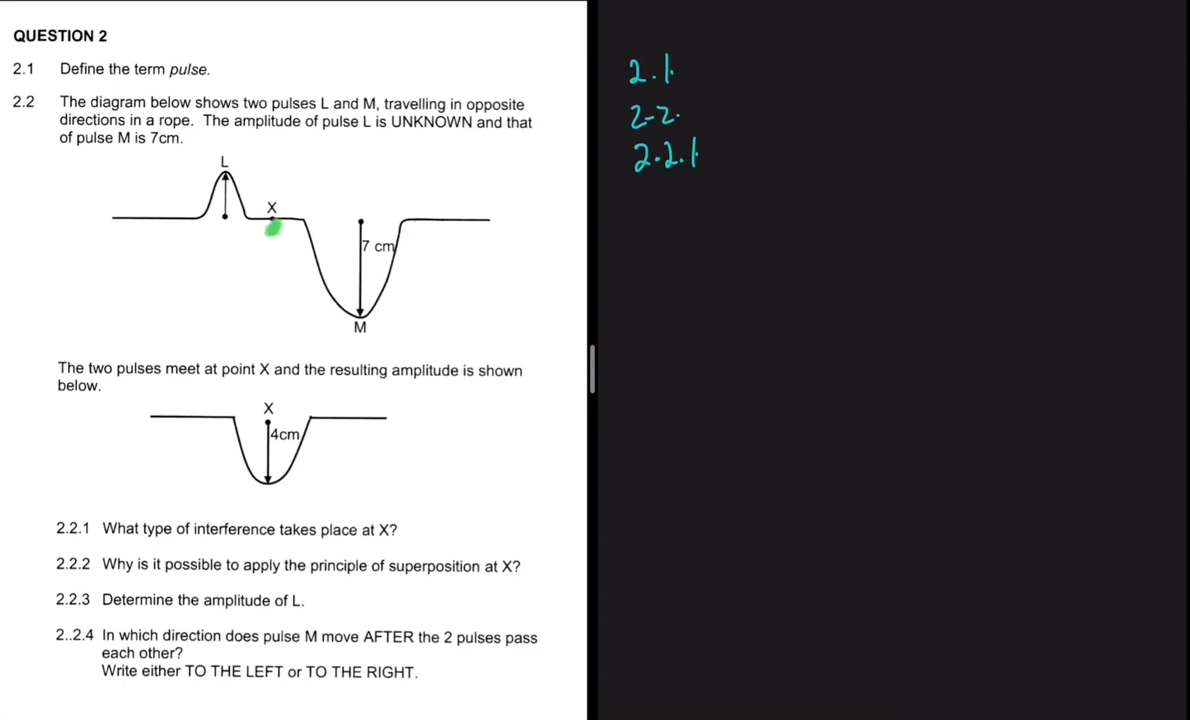 QUESTION 2
2.1 Define the term pulse.
2.2 The diagram below shows two pulses L and M, travelling in opposite
directions in a rope. The amplitude of pulse L is UNKNOWN and that
of pulse M is 7cm.
L
X
7 cm
M
The two pulses meet at point X and the resulting amplitude is shown
below.
X
4cm
2.2.1 What type of interference takes place at X?
2.2.2 Why is it possible to apply the principle of superposition at X?
2.2.3 Determine the amplitude of L.
2..2.4 In which direction does pulse M move AFTER the 2 pulses pass
each other?
Write either TO THE LEFT or TO THE RIGHT.
2.1.
2-2.
2.2.1.